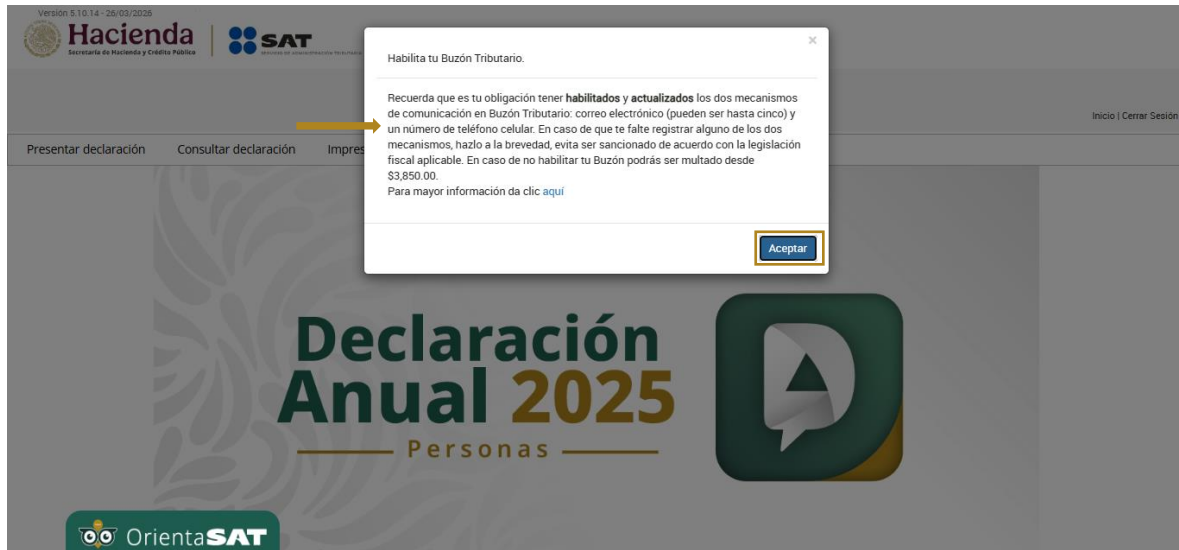 Versión 5.10.14 - 26/03/2026
Hacienda
Secretaría de Hacienda y Crédito Público
SAT
SERVICIO DE ADMINISTRACIÓN TRIBUTARIA
×
Habilita tu Buzón Tributario.
Recuerda que es tu obligación tener habilitados y actualizados los dos mecanismos
de comunicación en Buzón Tributario: correo electrónico (pueden ser hasta cinco) y
un número de teléfono celular. En caso de que te falte registrar alguno de los dos
mecanismos, hazlo a la brevedad, evita ser sancionado de acuerdo con la legislación
fiscal aplicable. En caso de no habilitar tu Buzón podrás ser multado desde
$3,850.00.
Para mayor información da clic aquí
Aceptar
Inicio | Cerrar Sesión
Presentar declaración Consultar declaración Impres
Declaración
Anual 2025
Personas
OrientaSAT